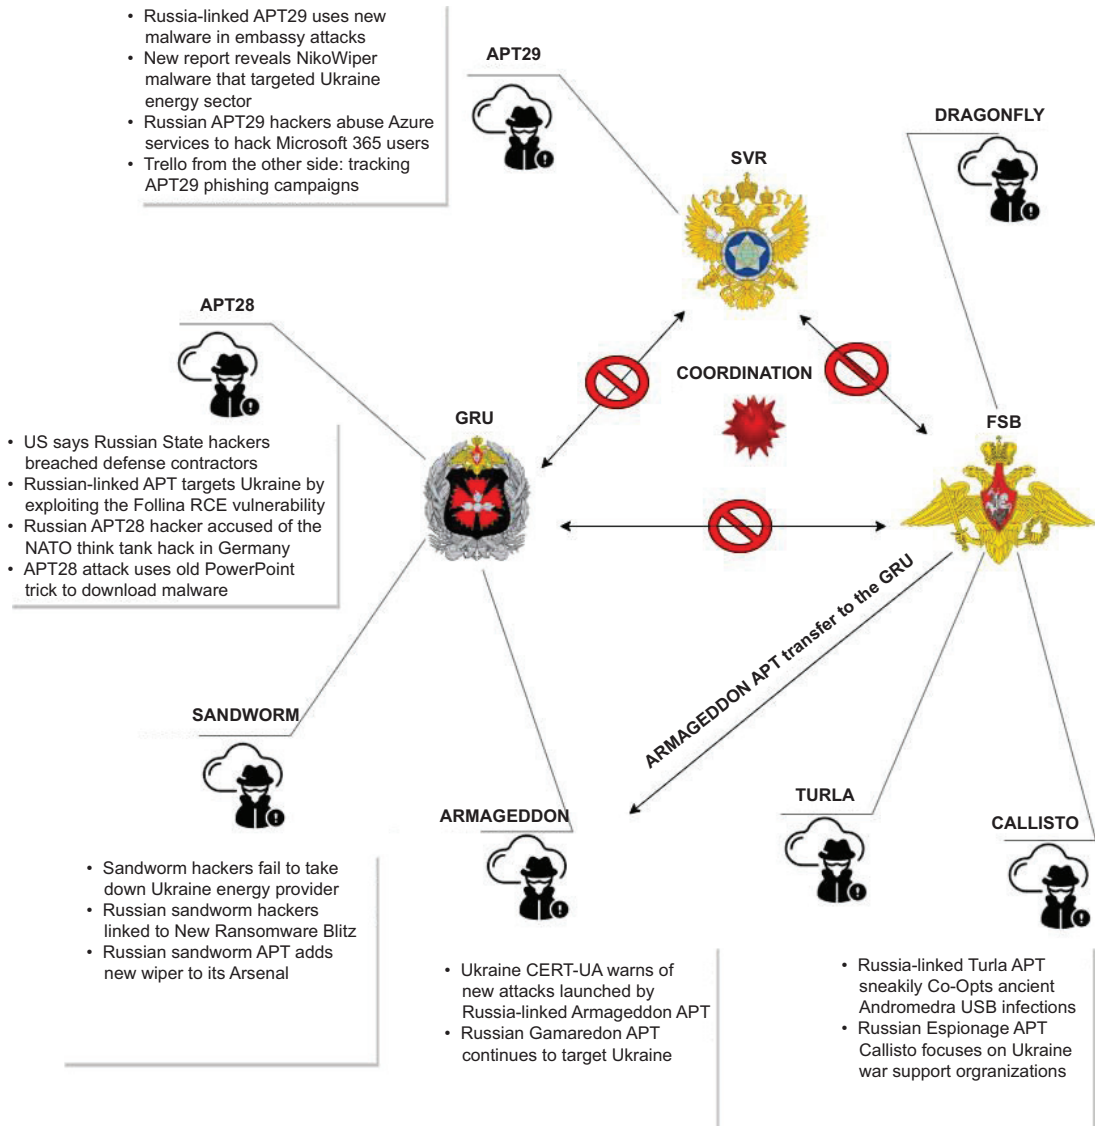 • Russia-linked APT29 uses new
malware in embassy attacks
• New report reveals NikoWiper
malware that targeted Ukraine
energy sector
• Russian APT29 hackers abuse Azure
services to hack Microsoft 365 users
• Trello from the other side: tracking
APT29 phishing campaigns
APT29
DRAGONFLY
SVR
APT28
COORDINATION
GRU
FSB
• US says Russian State hackers
breached defense contractors
• Russian-linked APT targets Ukraine by
exploiting the Follina RCE vulnerability
• Russian APT28 hacker accused of the
NATO think tank hack in Germany
• APT28 attack uses old PowerPoint
trick to download malware
ARMAGEDDON APT transfer to the GRU
SANDWORM
ARMAGEDDON
TURLA
CALLISTO
• Sandworm hackers fail to take
down Ukraine energy provider
• Russian sandworm hackers
linked to New Ransomware Blitz
• Russian sandworm APT adds
new wiper to its Arsenal
• Ukraine CERT-UA warns of
new attacks launched by
Russia-linked Armageddon APT
• Russian Gamaredon APT
continues to target Ukraine
• Russia-linked Turla APT
sneakily Co-Opts ancient
Andromedra USB infections
• Russian Espionage APT
Callisto focuses on Ukraine
war support orgranizations